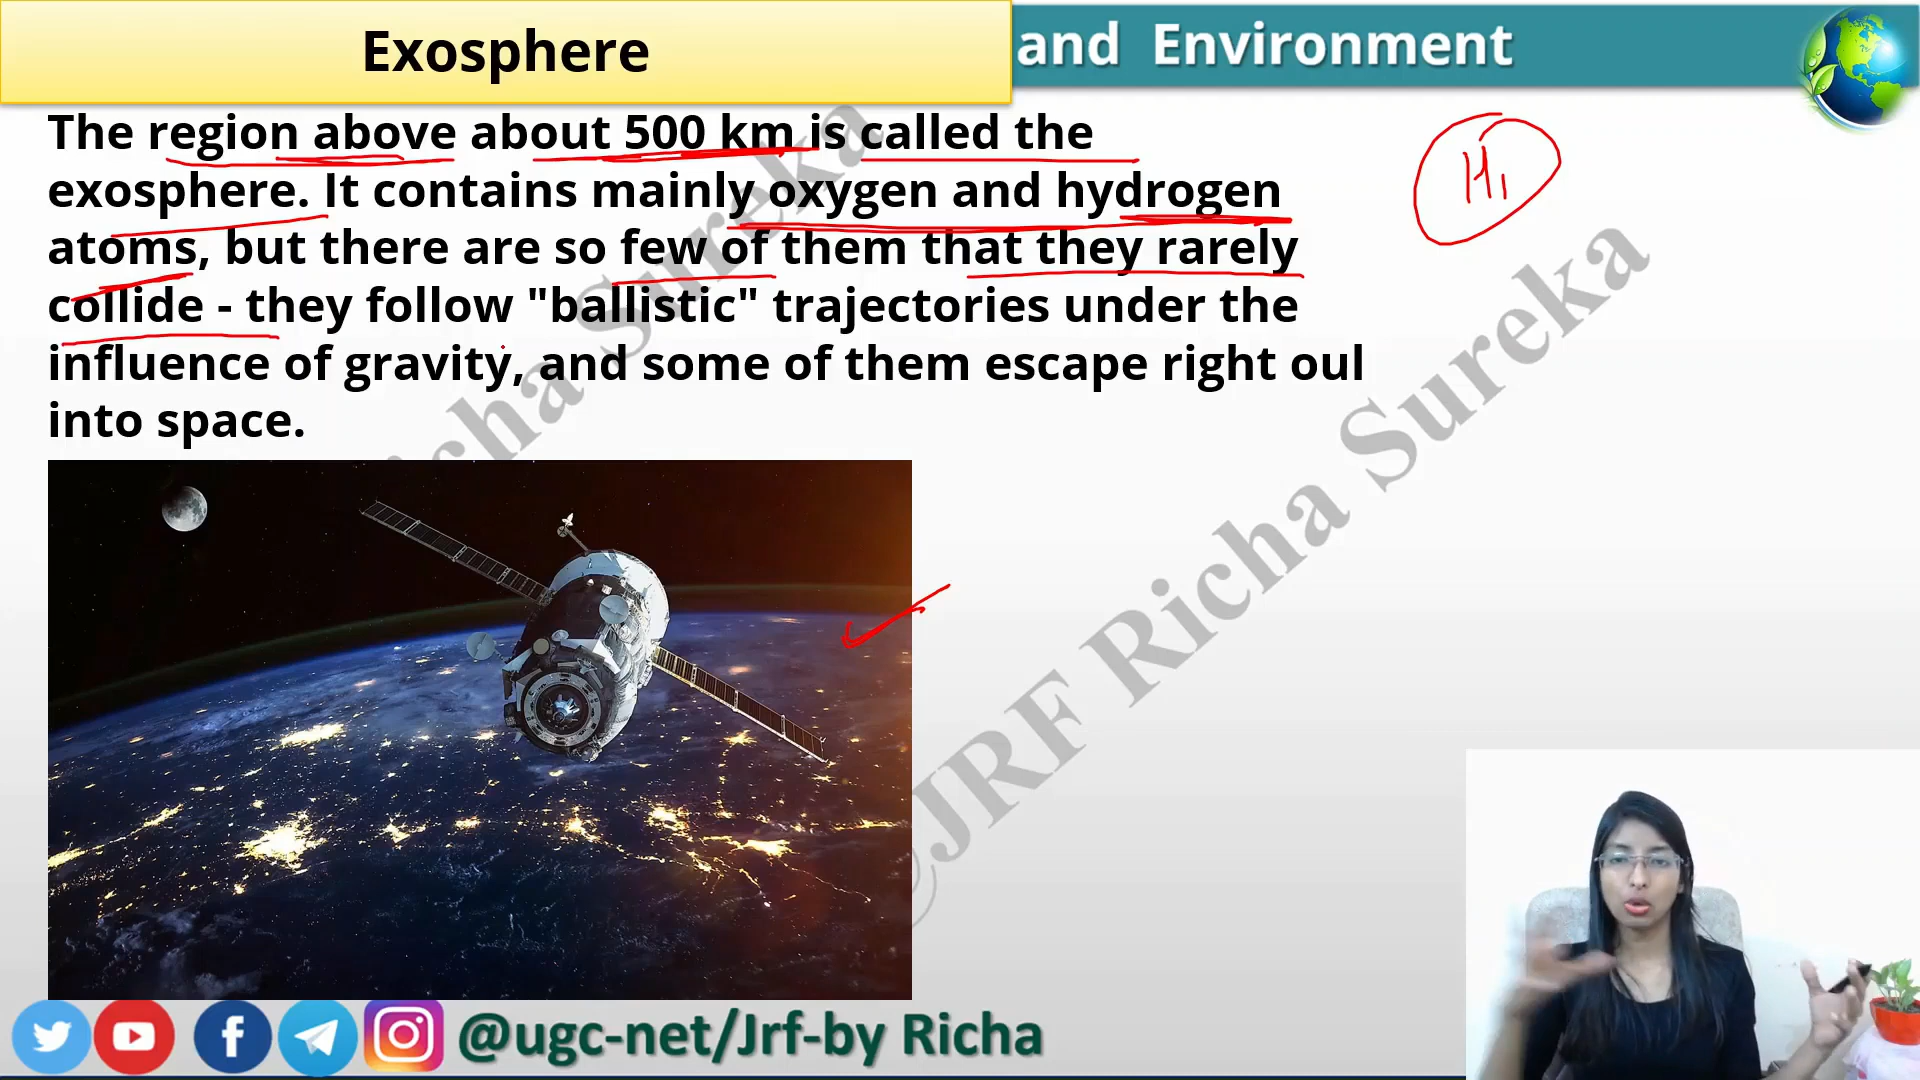 Exosphere
and Environment
The region above about 500 km is called the
exosphere. It contains mainly oxygen and hydrogen
atoms, but there are so few of them that they rarely
collide - they follow "ballistic" trajectories under the
influence of gravity, and some of them escape right oul
into space.
H₁
Richa Sureka
@JRF Richa Sureka
@ugc-net/Jrf-by Richa